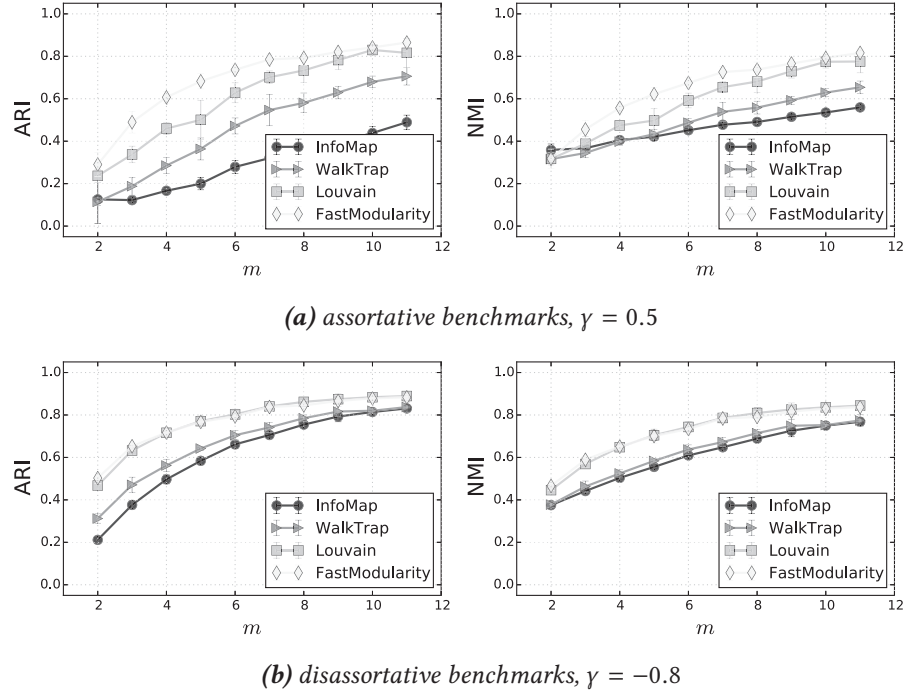 1.0
0.8
0.6
0.4
0.2
0.0
ARI
2 4 6 8 10 12
m
InfoMap
WalkTrap
Louvain
FastModularity
1.0
0.8
0.6
0.4
0.2
0.0
NMI
2 4 6 8 10 12
m
InfoMap
WalkTrap
Louvain
FastModularity
(a) assortative benchmarks, γ = 0.5
1.0
0.8
0.6
0.4
0.2
0.0
ARI
2 4 6 8 10 12
m
InfoMap
WalkTrap
Louvain
FastModularity
1.0
0.8
0.6
0.4
0.2
0.0
NMI
2 4 6 8 10 12
m
InfoMap
WalkTrap
Louvain
FastModularity
(b) disassortative benchmarks, γ = −0.8